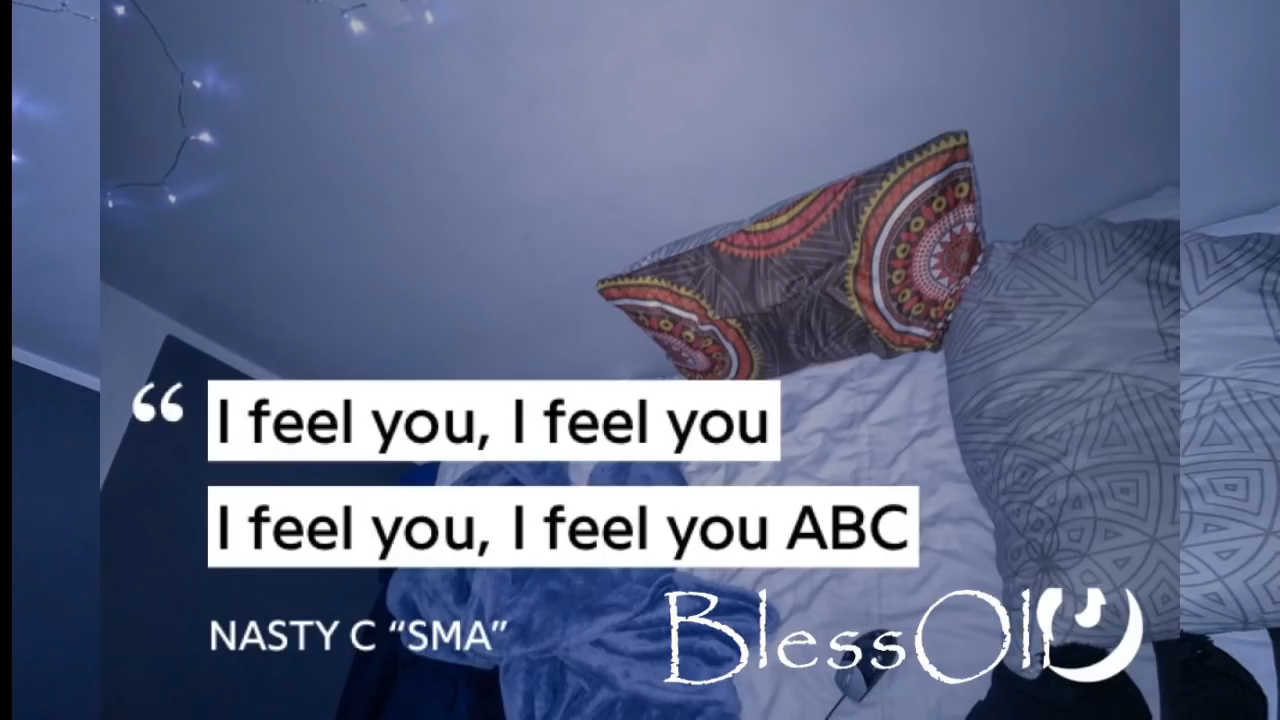 “ I feel you, I feel you
I feel you, I feel you ABC
NASTY C “SMA”
BlessOl